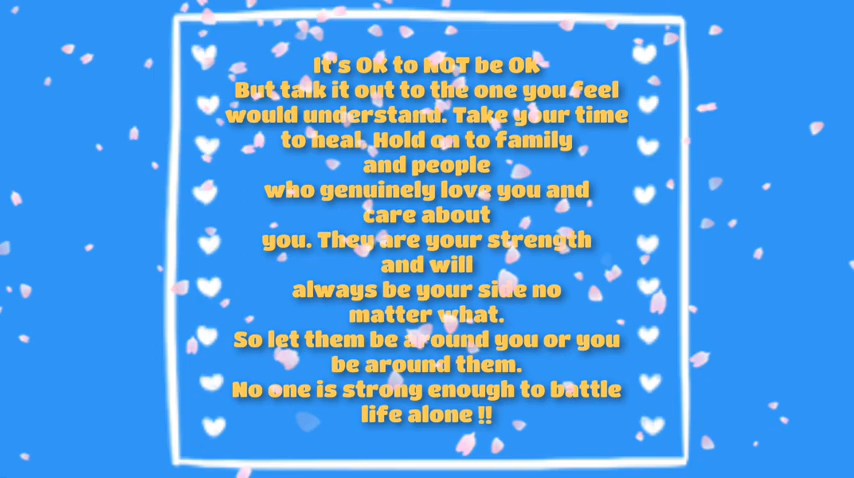 It's OK to NOT be OK
But talk it out to the one you feel
would understand. Take your time
to heal. Hold on to family
and people
who genuinely love you and
care about
you. They are your strength
and will
always be your side no
matter what.
So let them be around you or you
be around them.
No one is strong enough to battle
life alone !!